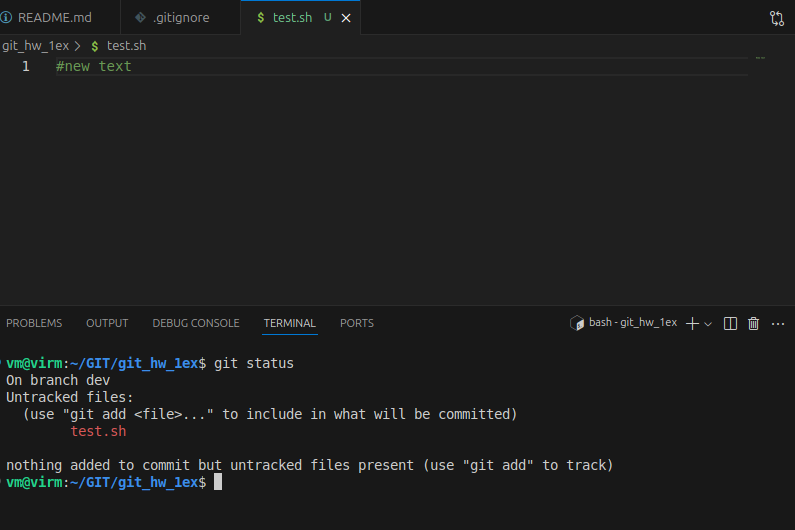 README.md .gitignore $ test.sh U
git_hw_1ex > $ test.sh
1 #new text
PROBLEMS OUTPUT DEBUG CONSOLE TERMINAL PORTS bash - git_hw_1ex
vm@virm:~/GIT/git_hw_1ex$ git status
On branch dev
Untracked files:
  (use "git add <file>..." to include in what will be committed)
        test.sh
nothing added to commit but untracked files present (use "git add" to track)
vm@virm:~/GIT/git_hw_1ex$